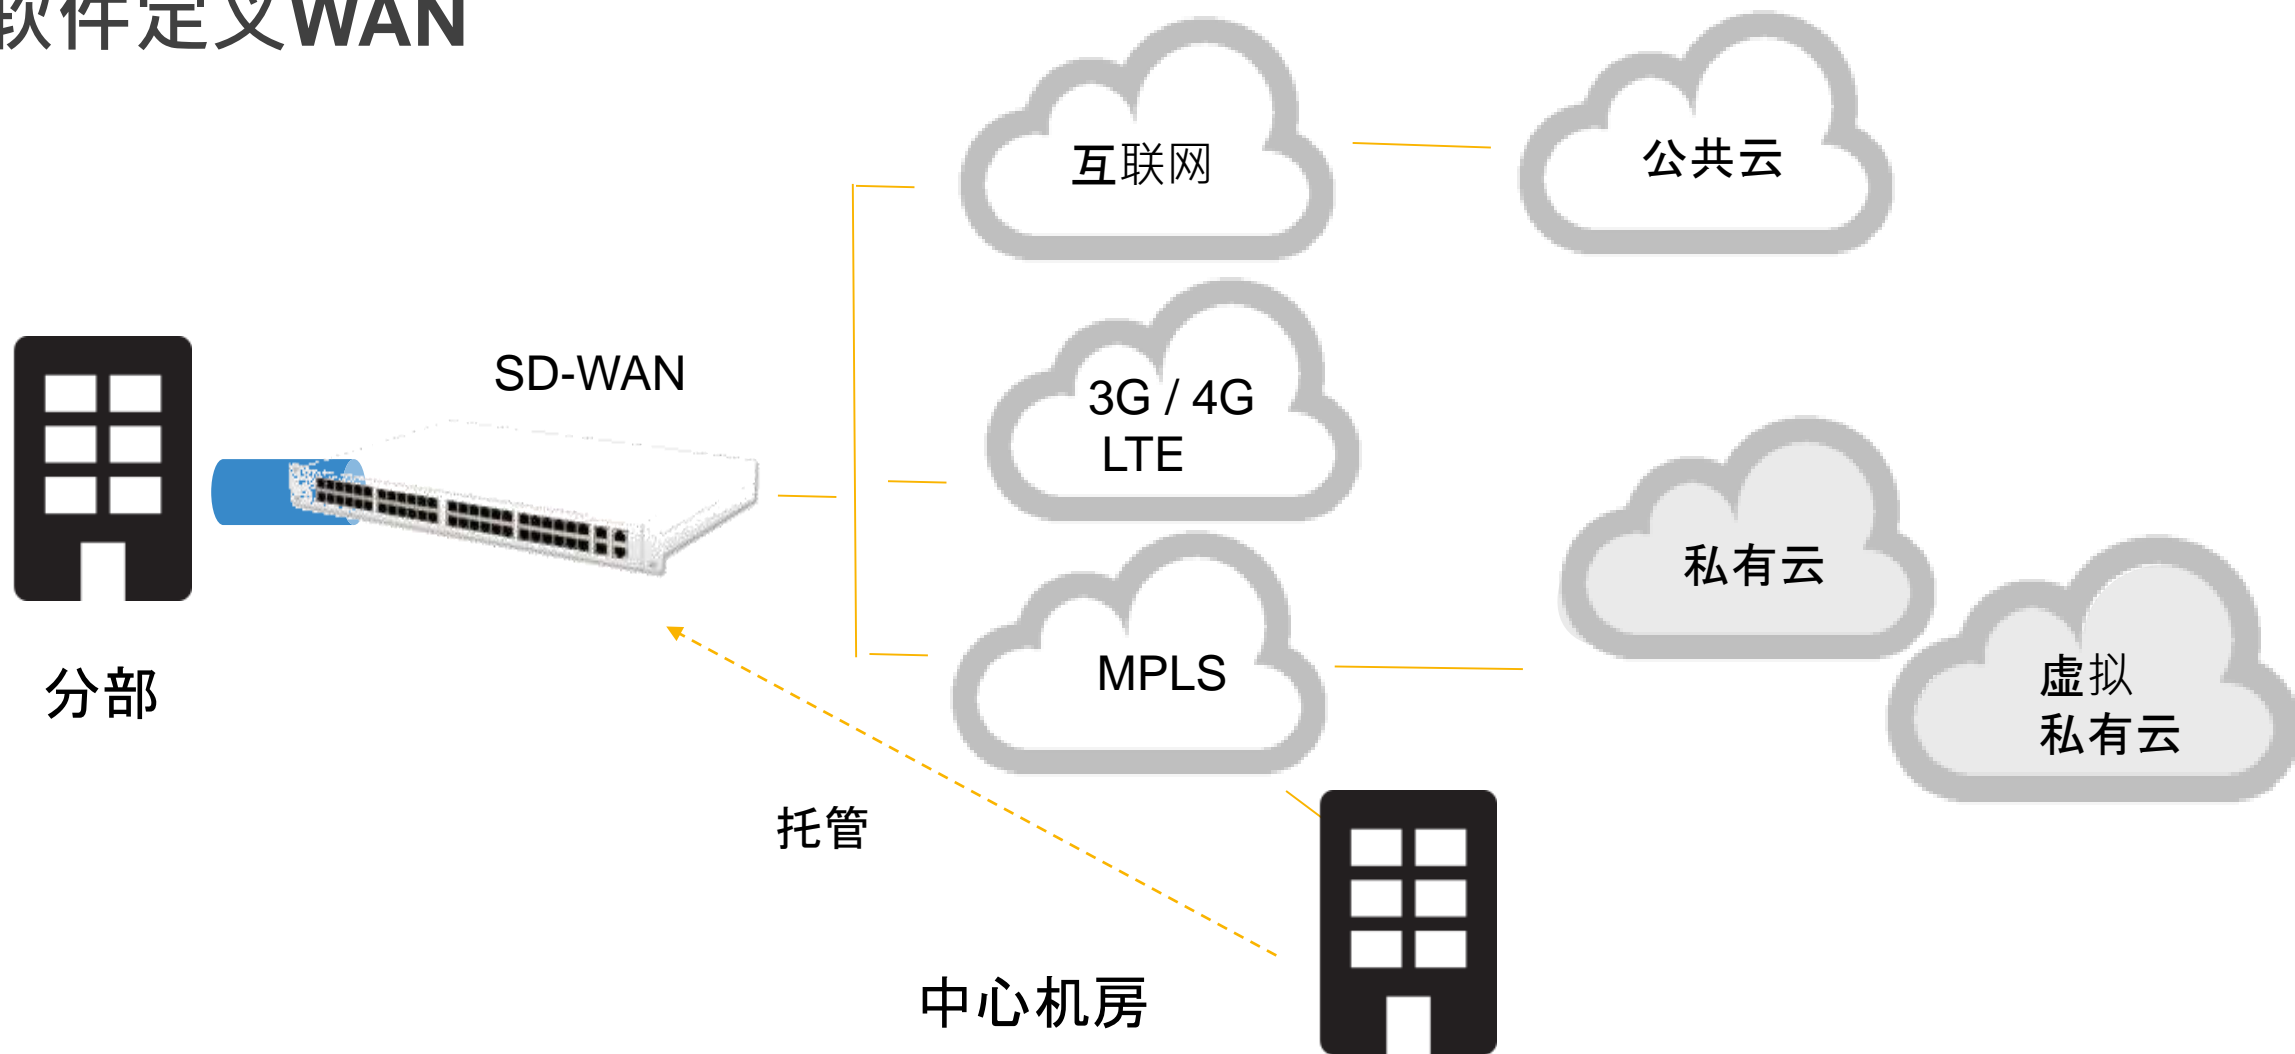 软件定义WAN
互联网
公共云
SD-WAN
3G / 4G
LTE
私有云
虚拟
私有云
MPLS
分部
托管
中心机房